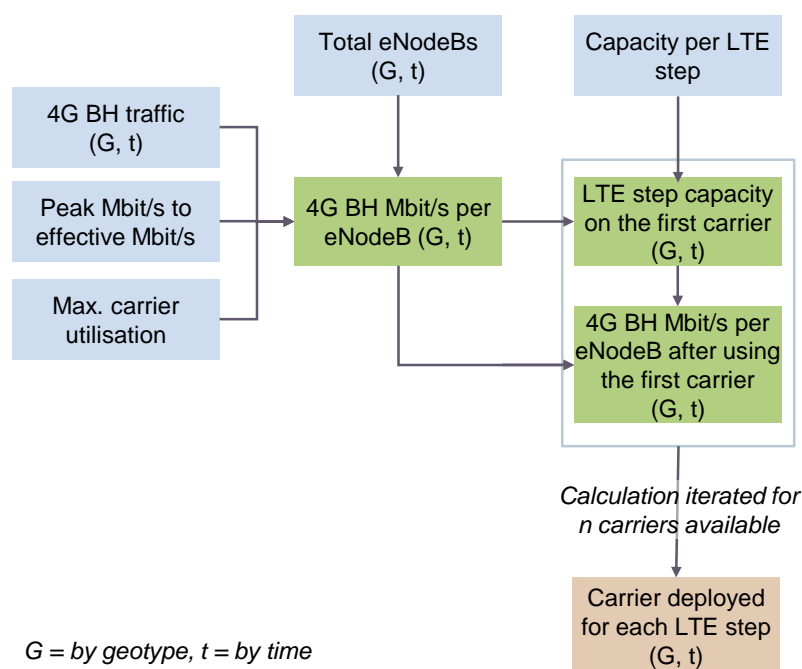 Total eNodeBs
(G, t)
Capacity per LTE
step
4G BH traffic
(G, t)
Peak Mbit/s to
effective Mbit/s
Max. carrier
utilisation
4G BH Mbit/s per
eNodeB (G, t)
LTE step capacity
on the first carrier
(G, t)
4G BH Mbit/s per
eNodeB after using
the first carrier
(G, t)
Calculation iterated for
n carriers available
Carrier deployed
for each LTE step
(G, t)
G = by geotype, t = by time